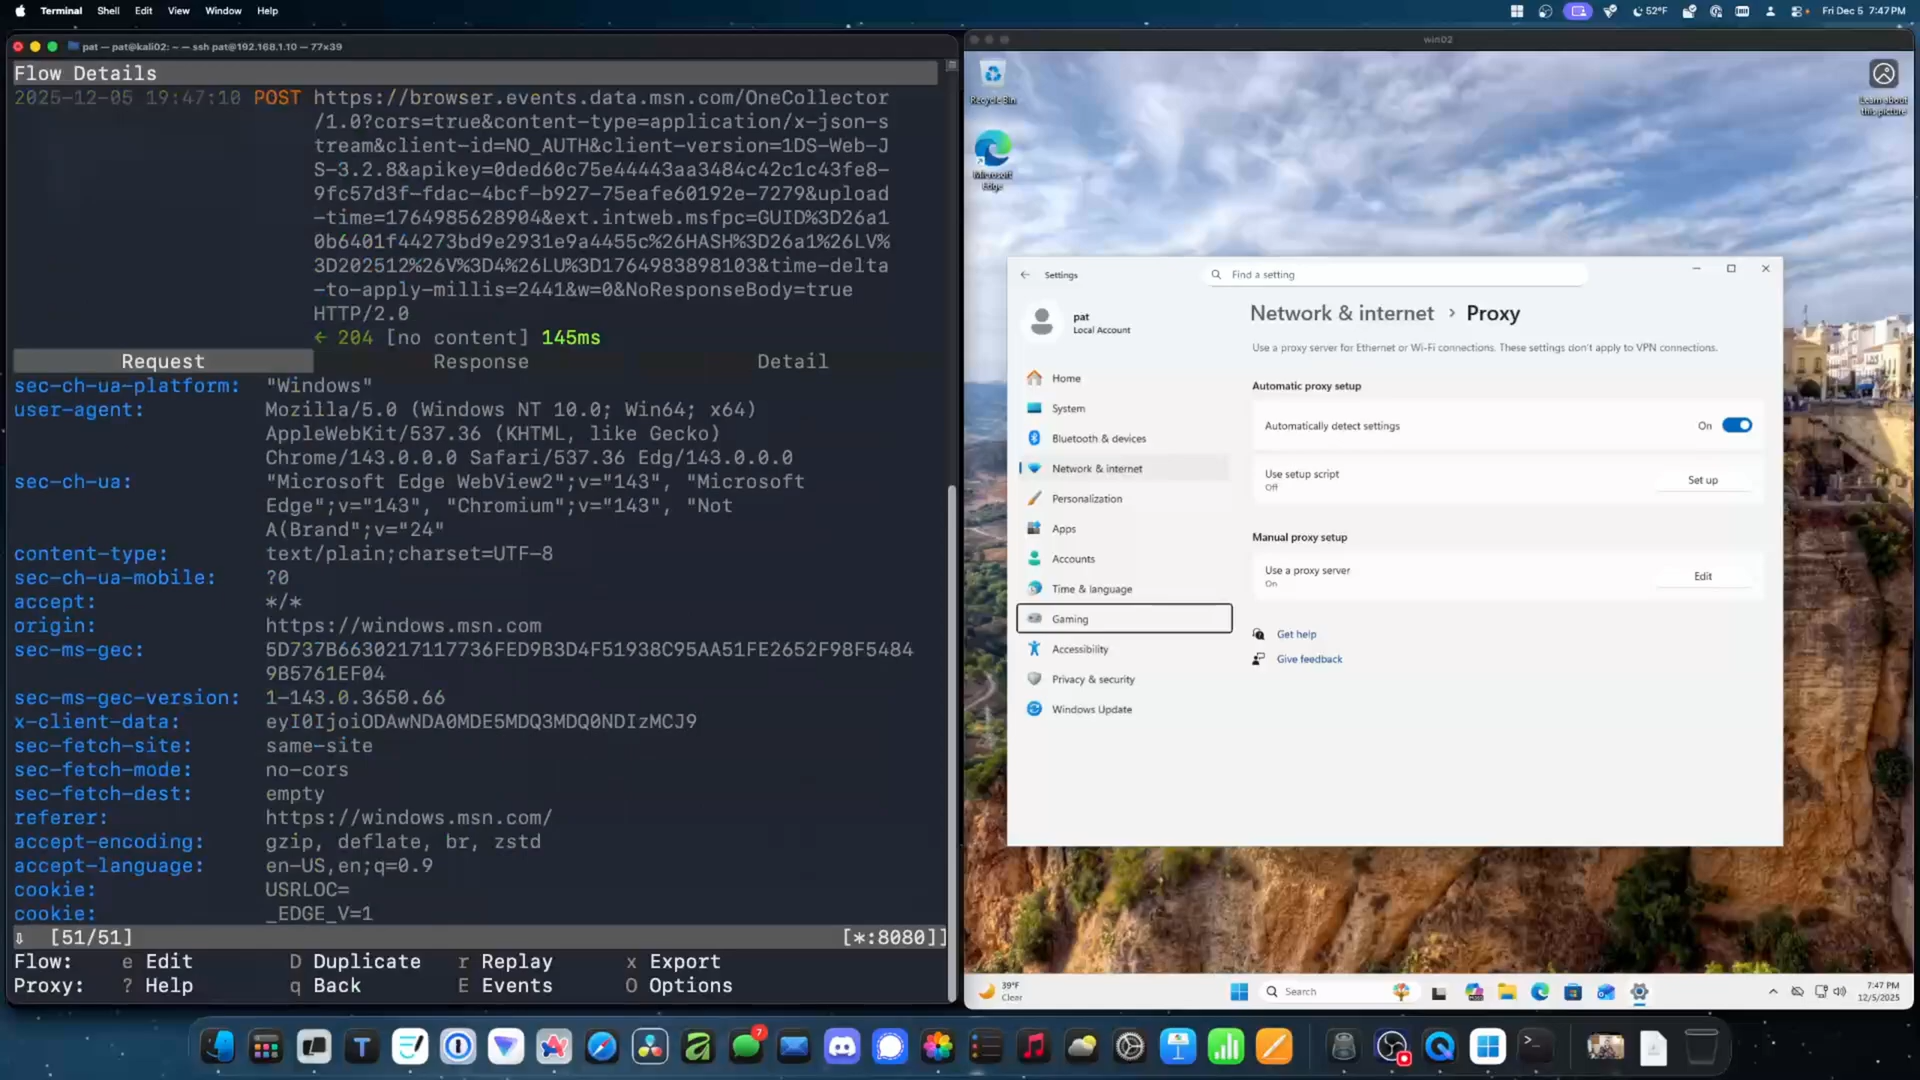 Terminal Shell Edit View Window Help
52°F Fri Dec 5 7:47 PM
pat — pat@kali02: ~ — ssh pat@192.168.1.10 — 77×39
Flow Details
2025-12-05 19:47:10 POST https://browser.events.data.msn.com/OneCollector
/1.0?cors=true&content-type=application/x-json-s
tream&client-id=NO_AUTH&client-version=1DS-Web-J
S-3.2.8&apikey=0ded60c75e44443aa3484c42c1c43fe8-
9fc57d3f-fdac-4bcf-b927-75eafe60192e-7279&upload
-time=1764985628904&ext.intweb.msfpc=GUID%3D26a1
0b6401f44273bd9e2931e9a4455c%26HASH%3D26a1%26LV%
3D202512%26V%3D4%26LU%3D1764983898103&time-delta
-to-apply-millis=2441&w=0&NoResponseBody=true
HTTP/2.0
← 204 [no content] 145ms
Request Response Detail
sec-ch-ua-platform: "Windows"
user-agent: Mozilla/5.0 (Windows NT 10.0; Win64; x64)
AppleWebKit/537.36 (KHTML, like Gecko)
Chrome/143.0.0.0 Safari/537.36 Edg/143.0.0.0
sec-ch-ua: "Microsoft Edge WebView2";v="143", "Microsoft
Edge";v="143", "Chromium";v="143", "Not
A(Brand";v="24"
content-type: text/plain;charset=UTF-8
sec-ch-ua-mobile: ?0
accept: */*
origin: https://windows.msn.com
sec-ms-gec: 5D737B6630217117736FED9B3D4F51938C95AA51FE2652F98F5484
9B5761EF04
sec-ms-gec-version: 1-143.0.3650.66
x-client-data: eyI0IjoiODAwNDA0MDE5MDQ3MDQ0NDIzMCJ9
sec-fetch-site: same-site
sec-fetch-mode: no-cors
sec-fetch-dest: empty
referer: https://windows.msn.com/
accept-encoding: gzip, deflate, br, zstd
accept-language: en-US,en;q=0.9
cookie: USRLOC=
cookie: _EDGE_V=1
⇩ [51/51] [*:8080]
Flow: e Edit D Duplicate r Replay x Export
Proxy: ? Help q Back E Events O Options
win02
Recycle Bin
Microsoft
Edge
Learn about
this picture
Settings
Find a setting
pat
Local Account
Home
System
Bluetooth & devices
Network & internet
Personalization
Apps
Accounts
Time & language
Gaming
Accessibility
Privacy & security
Windows Update
Network & internet › Proxy
Use a proxy server for Ethernet or Wi-Fi connections. These settings don't apply to VPN connections.
Automatic proxy setup
Automatically detect settings On
Use setup script
Off
Set up
Manual proxy setup
Use a proxy server
On
Edit
Get help
Give feedback
39°F
Clear
Search
7:47 PM
12/5/2025
7